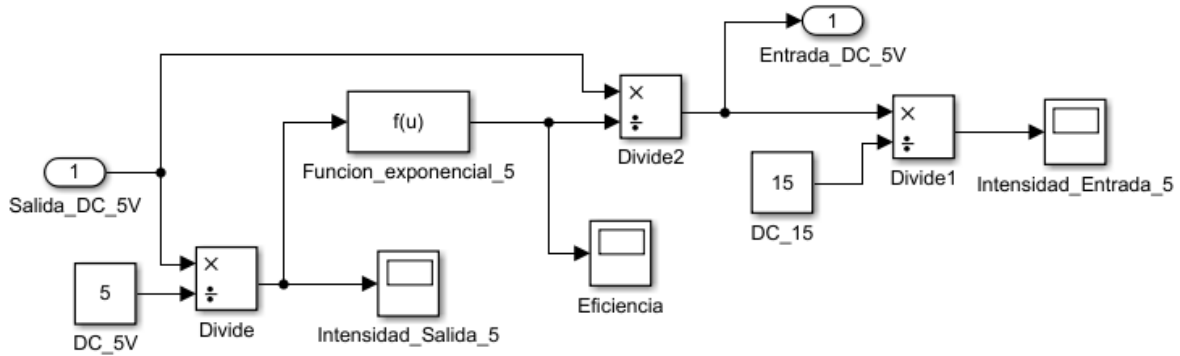 1
Entrada_DC_5V
×
÷
Divide2
f(u)
Funcion_exponencial_5
×
÷
Divide1
Intensidad_Entrada_5
1
Salida_DC_5V
15
DC_15
×
÷
Divide
5
DC_5V
Intensidad_Salida_5
Eficiencia